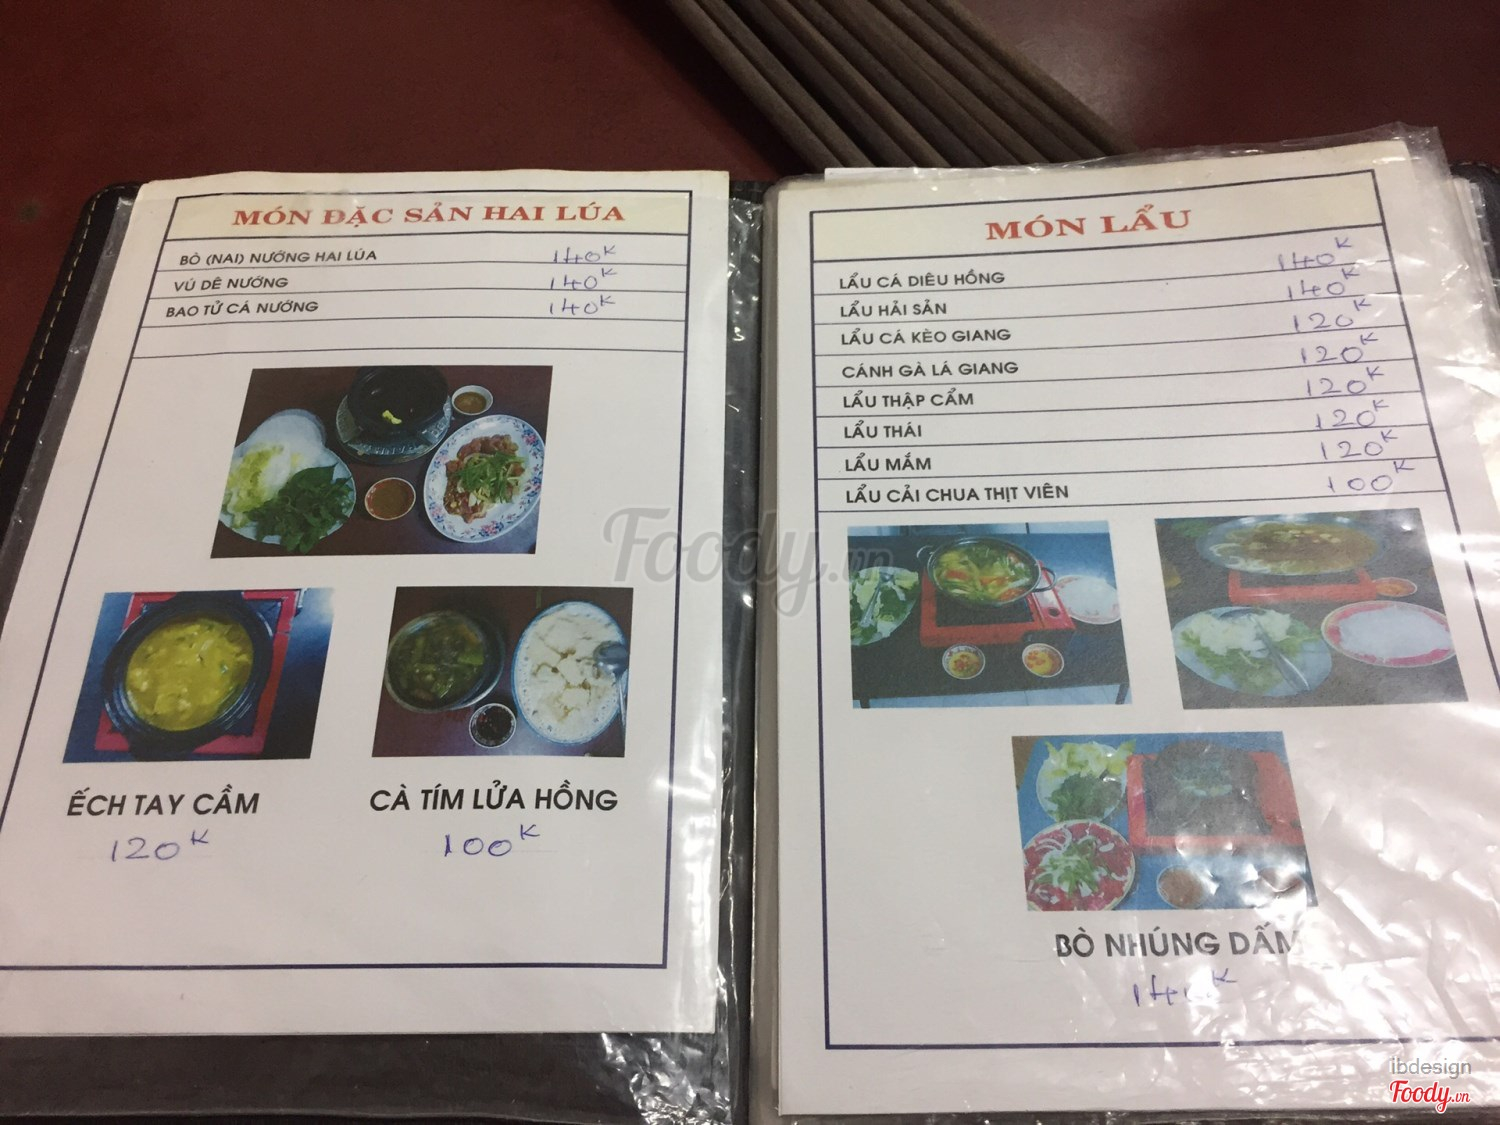 MÓN ĐẶC SẢN HAI LÚA
BÒ (NAI) NƯỚNG HAI LÚA 140K
VÚ DÊ NƯỚNG 140K
BAO TỬ CÁ NƯỚNG 140K
ẾCH TAY CẦM
120K
CÀ TÍM LỬA HỒNG
100K
MÓN LẨU
LẨU CÁ DIÊU HỒNG 140K
LẨU HẢI SẢN 140K
LẨU CÁ KÈO GIANG 120K
CÁNH GÀ LÁ GIANG 120K
LẨU THẬP CẨM 120K
LẨU THÁI 120K
LẨU MẮM 120K
LẨU CẢI CHUA THỊT VIÊN 100K
BÒ NHÚNG DẤM
140K
Foody.vn
ibdesign
Foody.vn